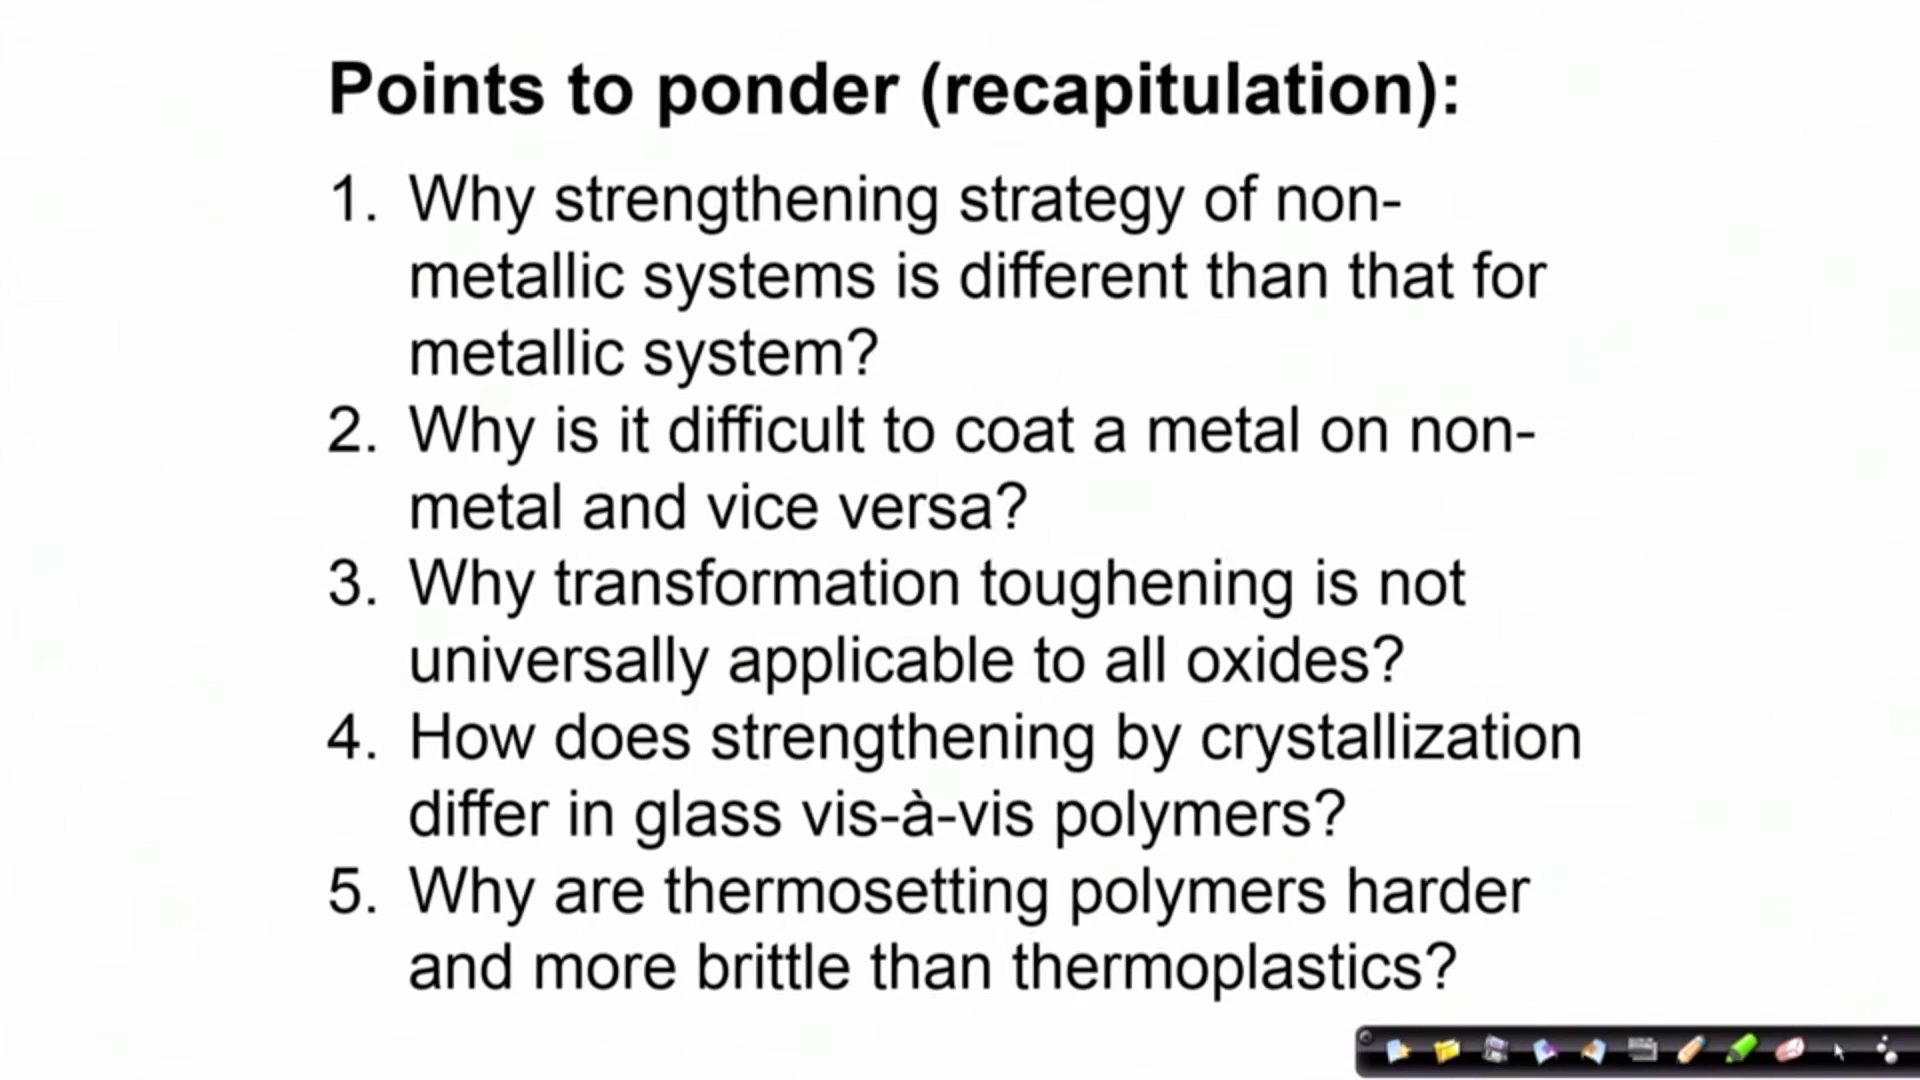 Points to ponder (recapitulation):
1. Why strengthening strategy of non-
metallic systems is different than that for
metallic system?
2. Why is it difficult to coat a metal on non-
metal and vice versa?
3. Why transformation toughening is not
universally applicable to all oxides?
4. How does strengthening by crystallization
differ in glass vis-à-vis polymers?
5. Why are thermosetting polymers harder
and more brittle than thermoplastics?